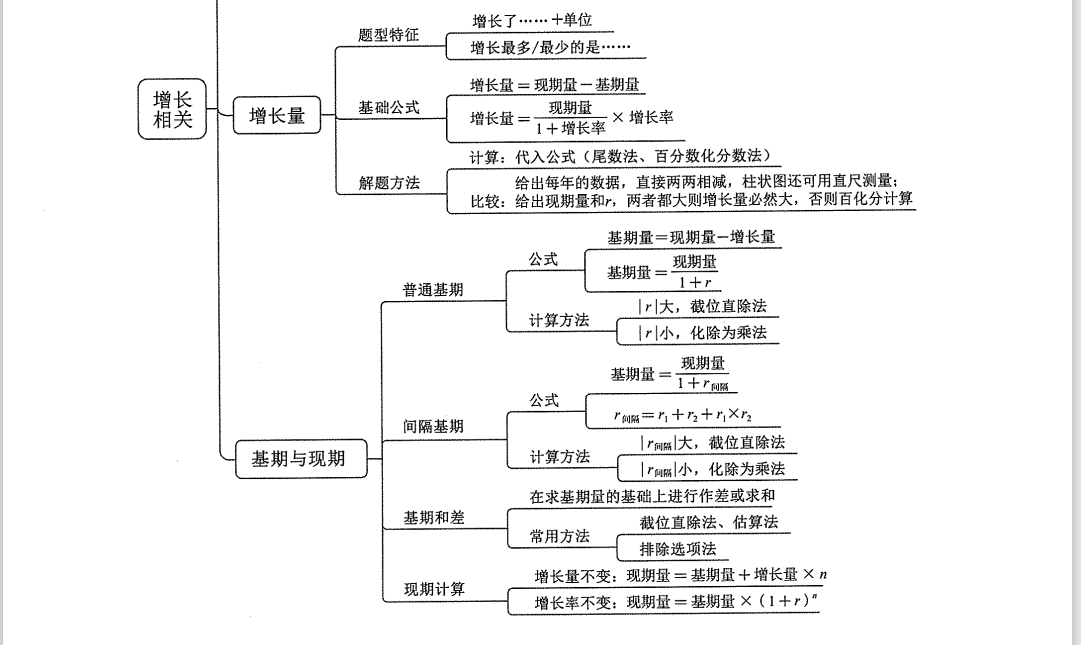 增长相关
增长量
题型特征
增长了……+单位
增长最多/最少的是……
基础公式
增长量=现期量-基期量
增长量=现期量/(1+增长率)×增长率
解题方法
计算：代入公式（尾数法、百分数化分数法）
给出每年的数据，直接两两相减，柱状图还可用直尺测量；
比较：给出现期量和r，两者都大则增长量必然大，否则百化分计算
基期与现期
普通基期
公式
基期量=现期量-增长量
基期量=现期量/(1+r)
计算方法
|r|大，截位直除法
|r|小，化除为乘法
间隔基期
公式
基期量=现期量/(1+r间隔)
r间隔=r₁+r₂+r₁×r₂
计算方法
|r间隔|大，截位直除法
|r间隔|小，化除为乘法
基期和差
在求基期量的基础上进行作差或求和
常用方法
截位直除法、估算法
排除选项法
现期计算
增长量不变：现期量=基期量+增长量×n
增长率不变：现期量=基期量×(1+r)ⁿ